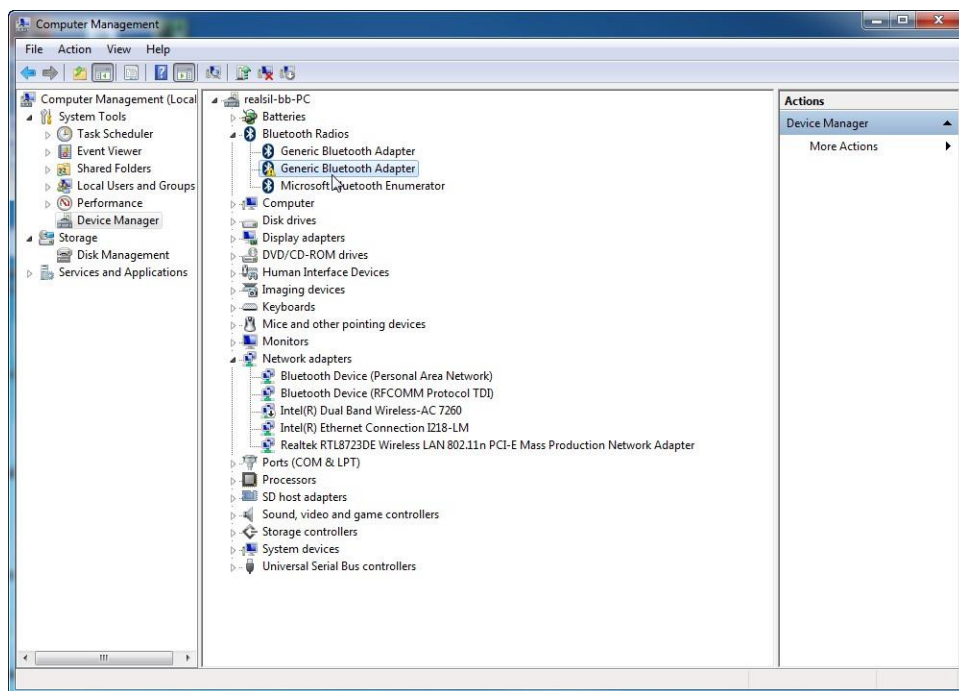 Computer Management
File Action View Help
Computer Management (Local
System Tools
Task Scheduler
Event Viewer
Shared Folders
Local Users and Groups
Performance
Device Manager
Storage
Disk Management
Services and Applications
realsil-bb-PC
Batteries
Bluetooth Radios
Generic Bluetooth Adapter
Generic Bluetooth Adapter
Microsoft Bluetooth Enumerator
Computer
Disk drives
Display adapters
DVD/CD-ROM drives
Human Interface Devices
Imaging devices
Keyboards
Mice and other pointing devices
Monitors
Network adapters
Bluetooth Device (Personal Area Network)
Bluetooth Device (RFCOMM Protocol TDI)
Intel(R) Dual Band Wireless-AC 7260
Intel(R) Ethernet Connection I218-LM
Realtek RTL8723DE Wireless LAN 802.11n PCI-E Mass Production Network Adapter
Ports (COM & LPT)
Processors
SD host adapters
Sound, video and game controllers
Storage controllers
System devices
Universal Serial Bus controllers
Actions
Device Manager
More Actions